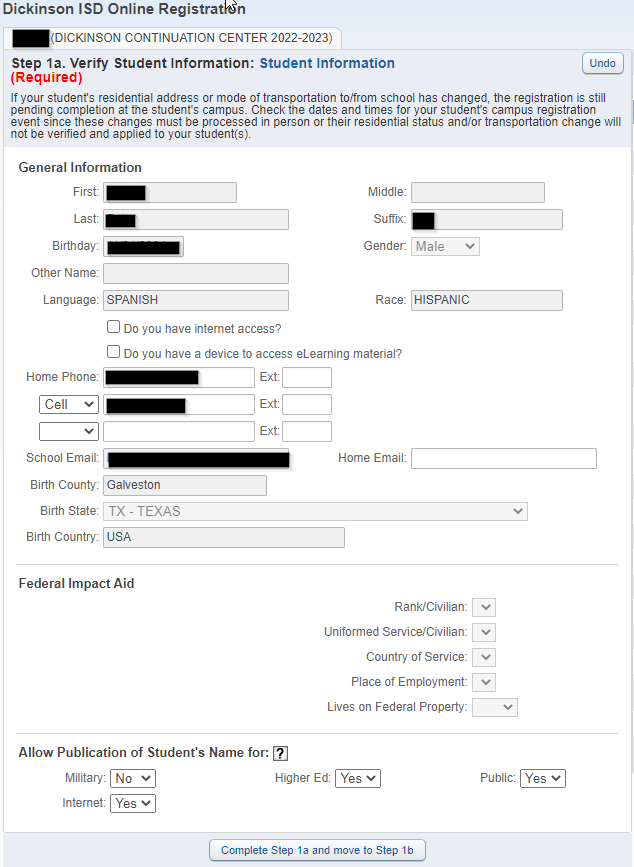 Dickinson ISD Online Registration
(DICKINSON CONTINUATION CENTER 2022-2023)
Step 1a. Verify Student Information: Student Information
(Required)
Undo
If your student's residential address or mode of transportation to/from school has changed, the registration is still
pending completion at the student's campus. Check the dates and times for your student's campus registration
event since these changes must be processed in person or their residential status and/or transportation change will
not be verified and applied to your student(s).
General Information
First: Middle:
Last: Suffix:
Birthday: Gender: Male
Other Name:
Language: SPANISH Race: HISPANIC
Do you have internet access?
Do you have a device to access eLearning material?
Home Phone: Ext:
Cell Ext:
Ext:
School Email: Home Email:
Birth County: Galveston
Birth State: TX - TEXAS
Birth Country: USA
Federal Impact Aid
Rank/Civilian:
Uniformed Service/Civilian:
Country of Service:
Place of Employment:
Lives on Federal Property:
Allow Publication of Student's Name for: ?
Military: No Higher Ed: Yes Public: Yes
Internet: Yes
Complete Step 1a and move to Step 1b